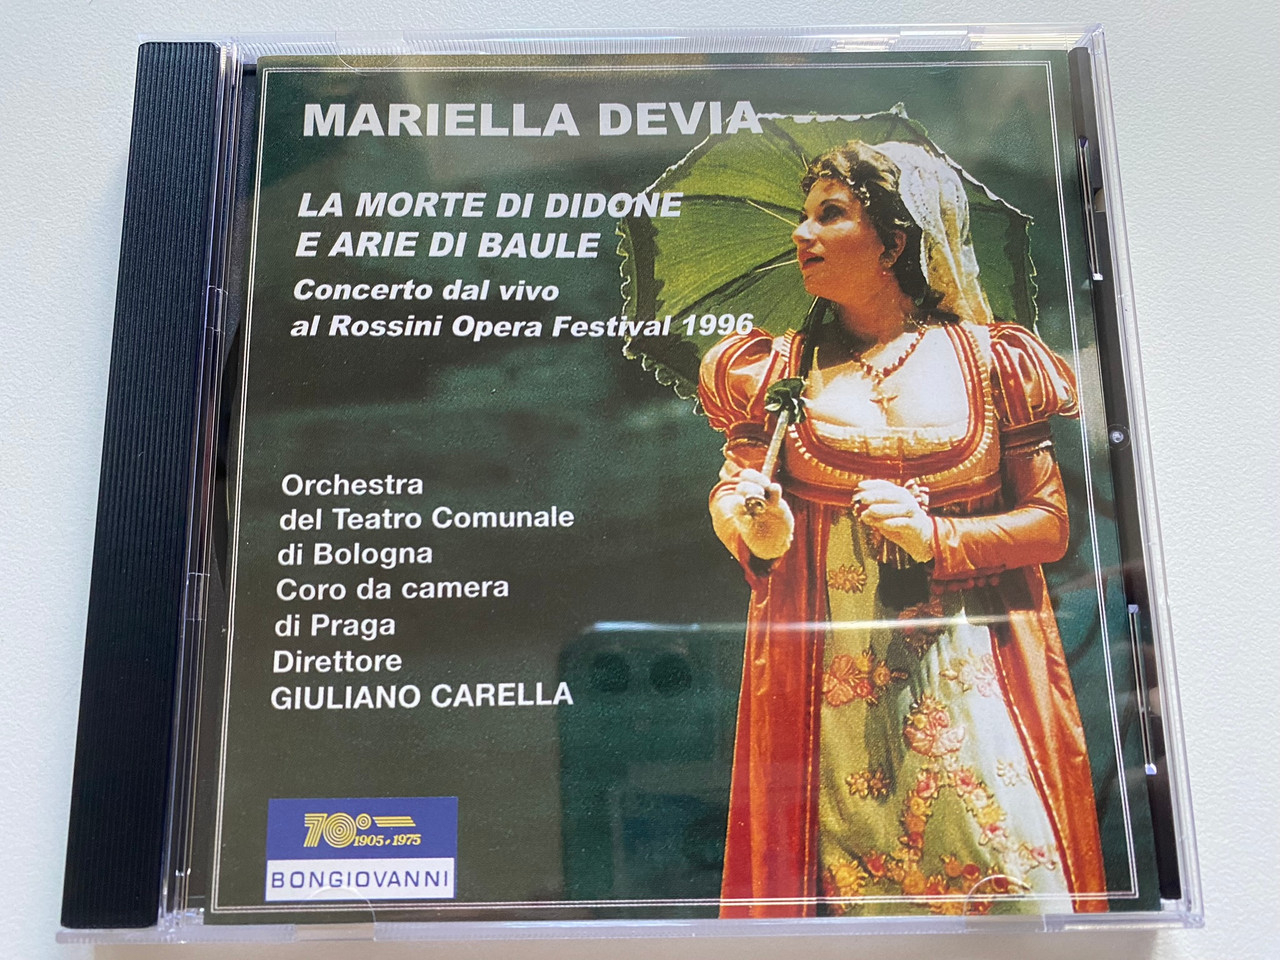 MARIELLA DEVIA
LA MORTE DI DIDONE
E ARIE DI BAULE
Concerto dal vivo
al Rossini Opera Festival 1996
Orchestra
del Teatro Comunale
di Bologna
Coro da camera
di Praga
Direttore
GIULIANO CARELLA
70º
1905•1975
BONGIOVANNI